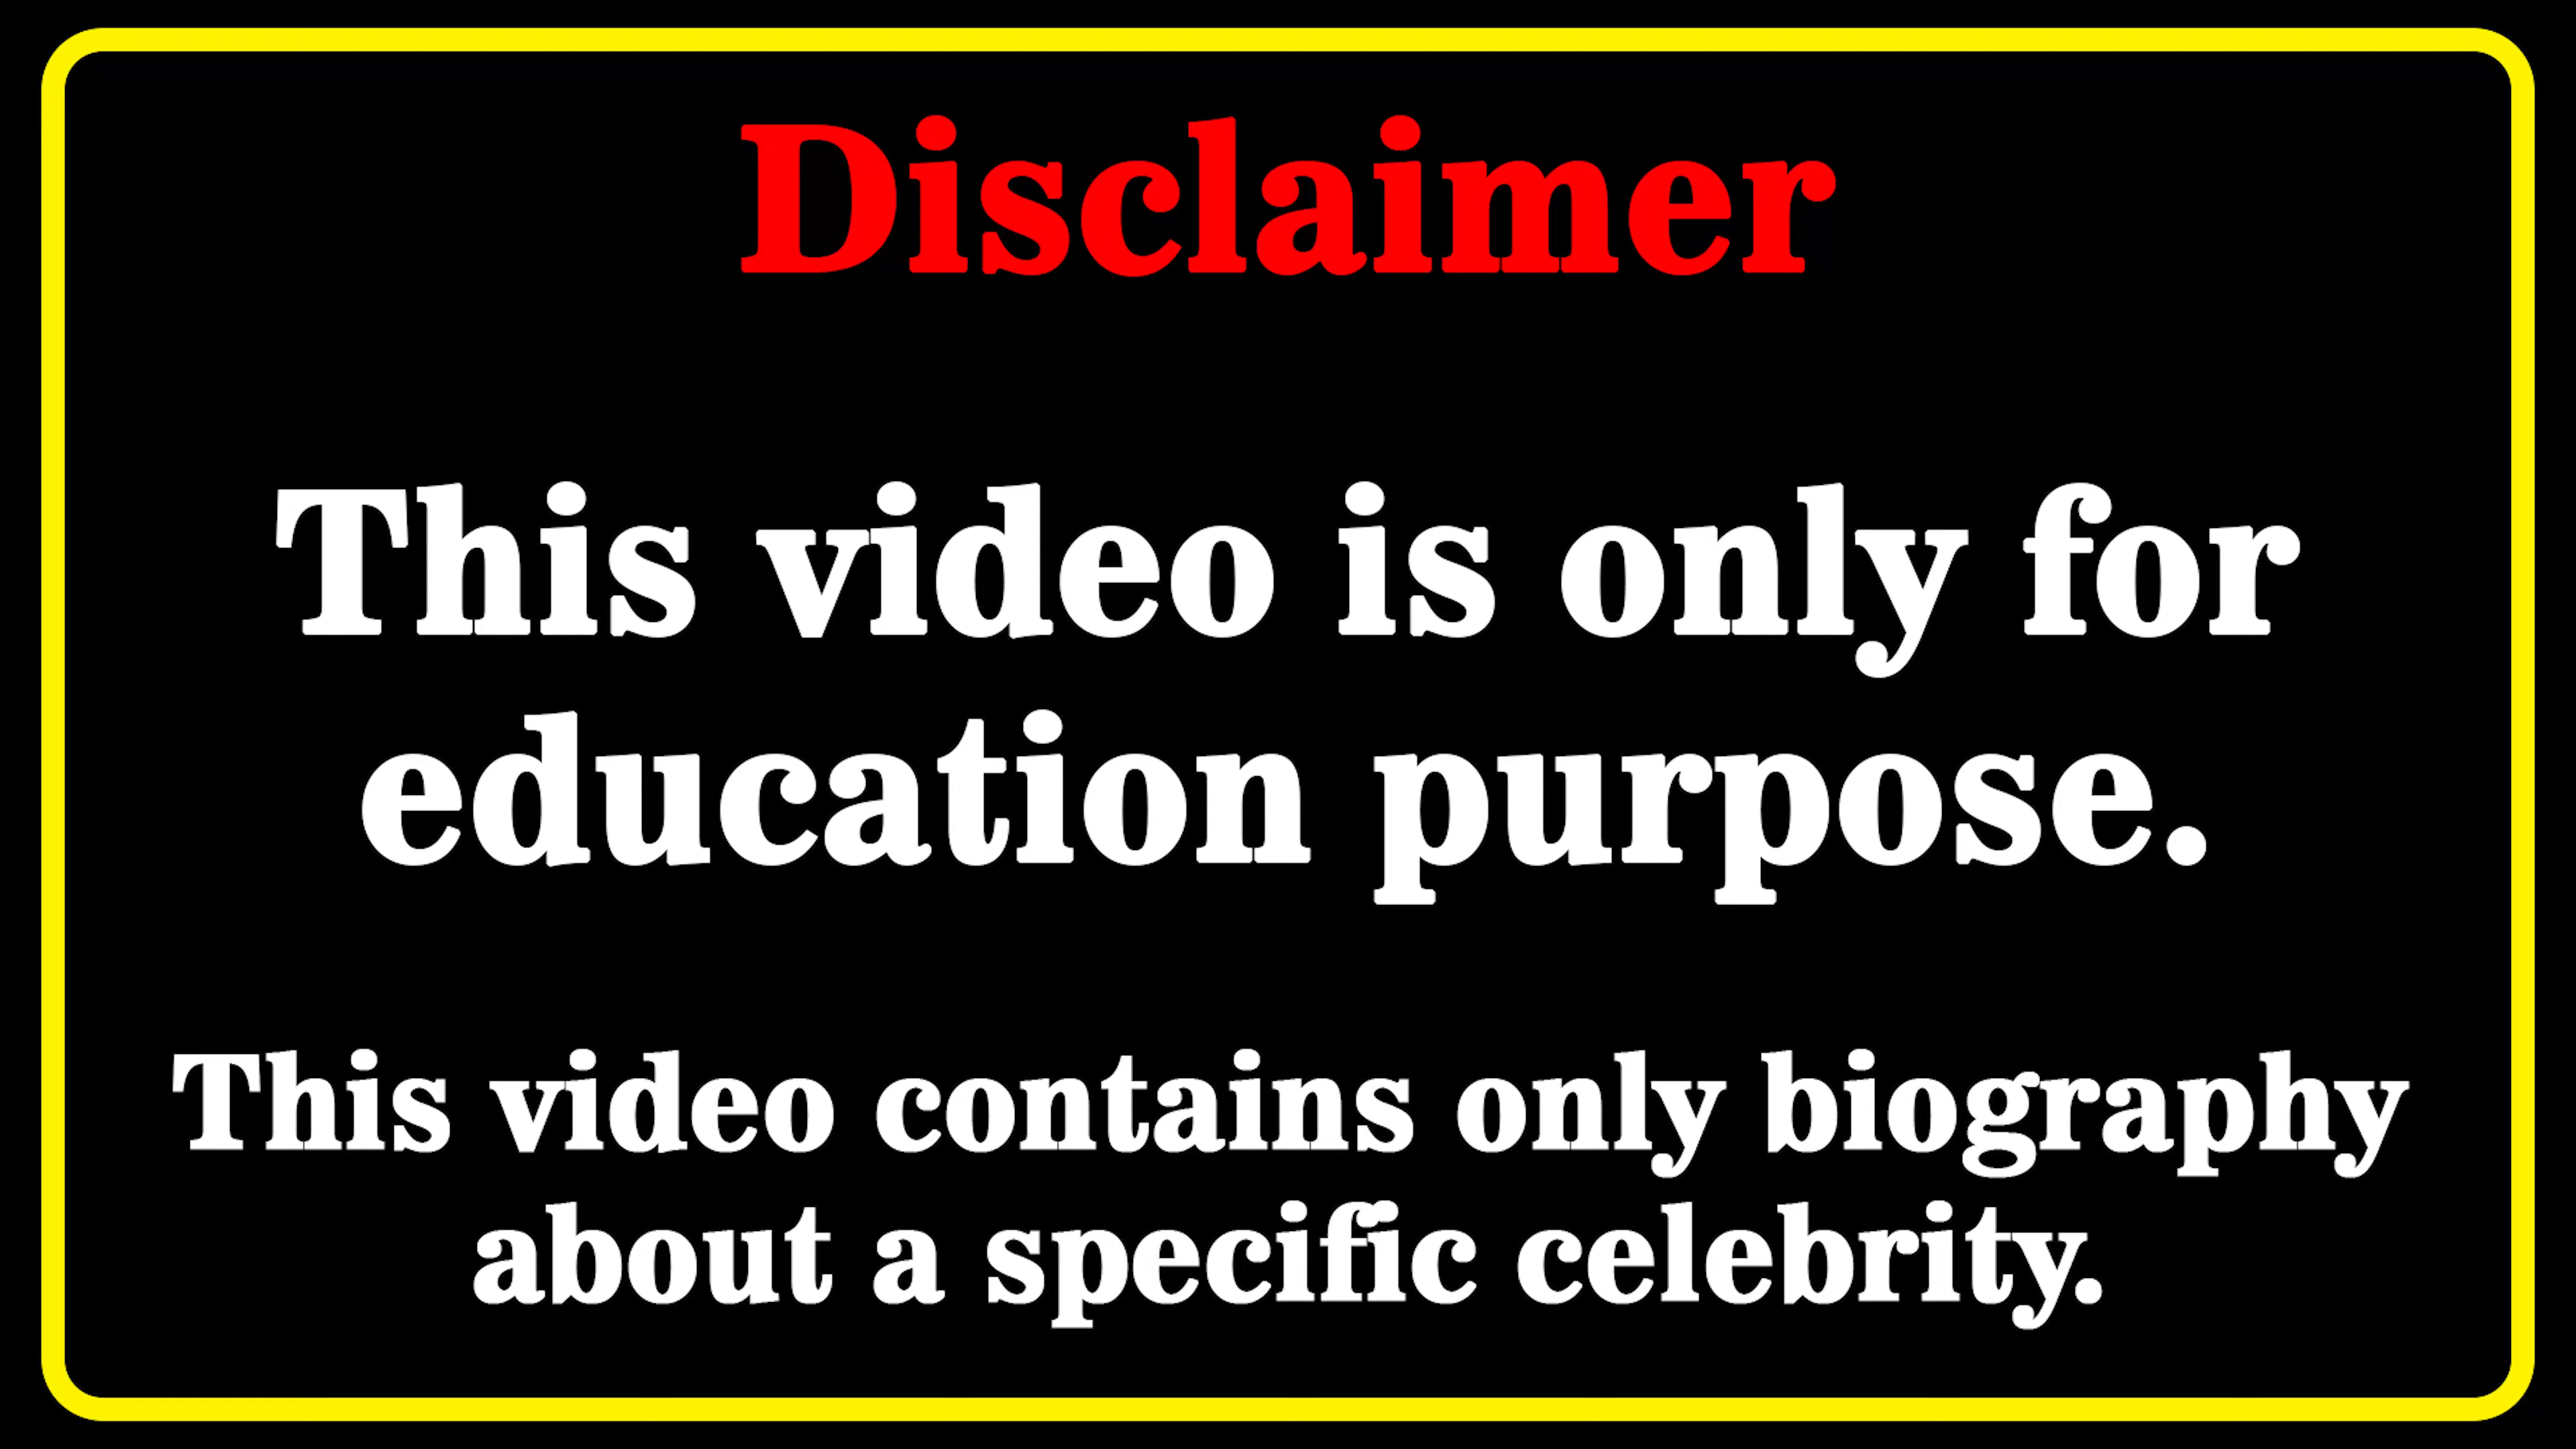 Disclaimer
This video is only for
education purpose.
This video contains only biography
about a specific celebrity.